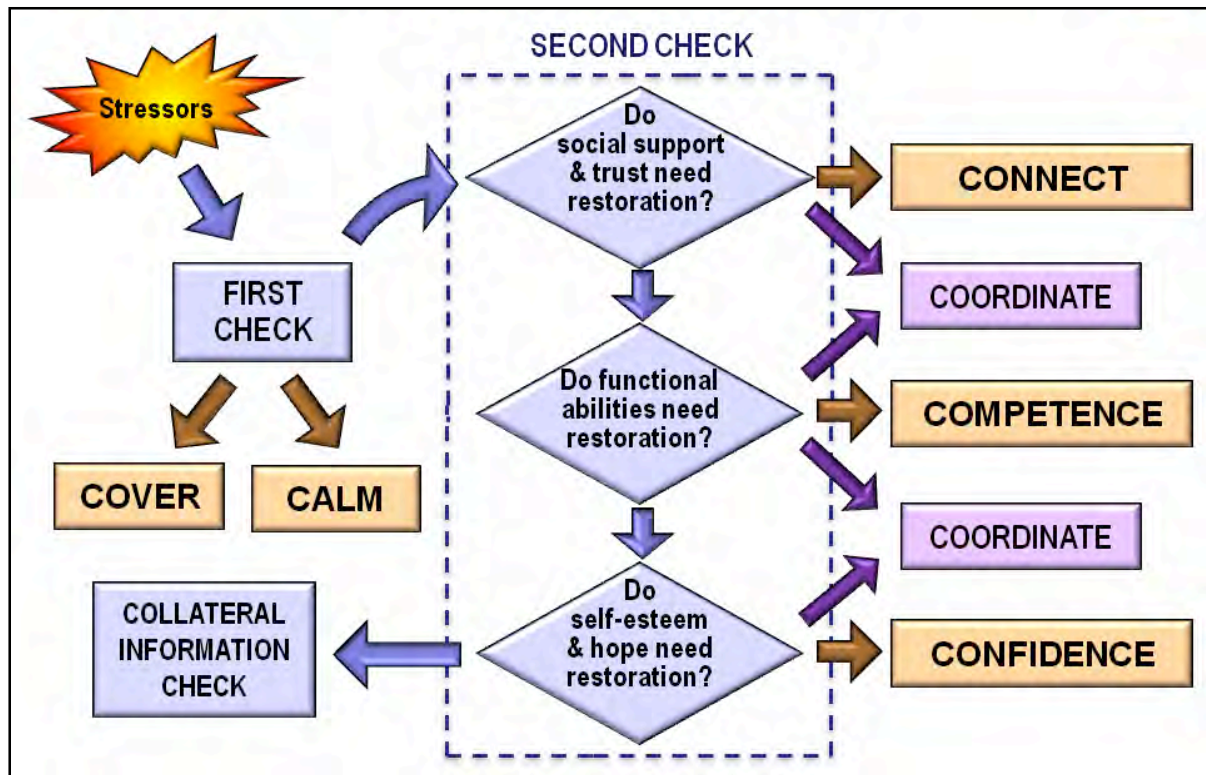 SECOND CHECK
Stressors
Do
social support
& trust need
restoration?
CONNECT
FIRST
CHECK
COORDINATE
Do functional
abilities need
restoration?
COMPETENCE
COVER
CALM
COORDINATE
Do
self-esteem
& hope need
restoration?
COLLATERAL
INFORMATION
CHECK
CONFIDENCE